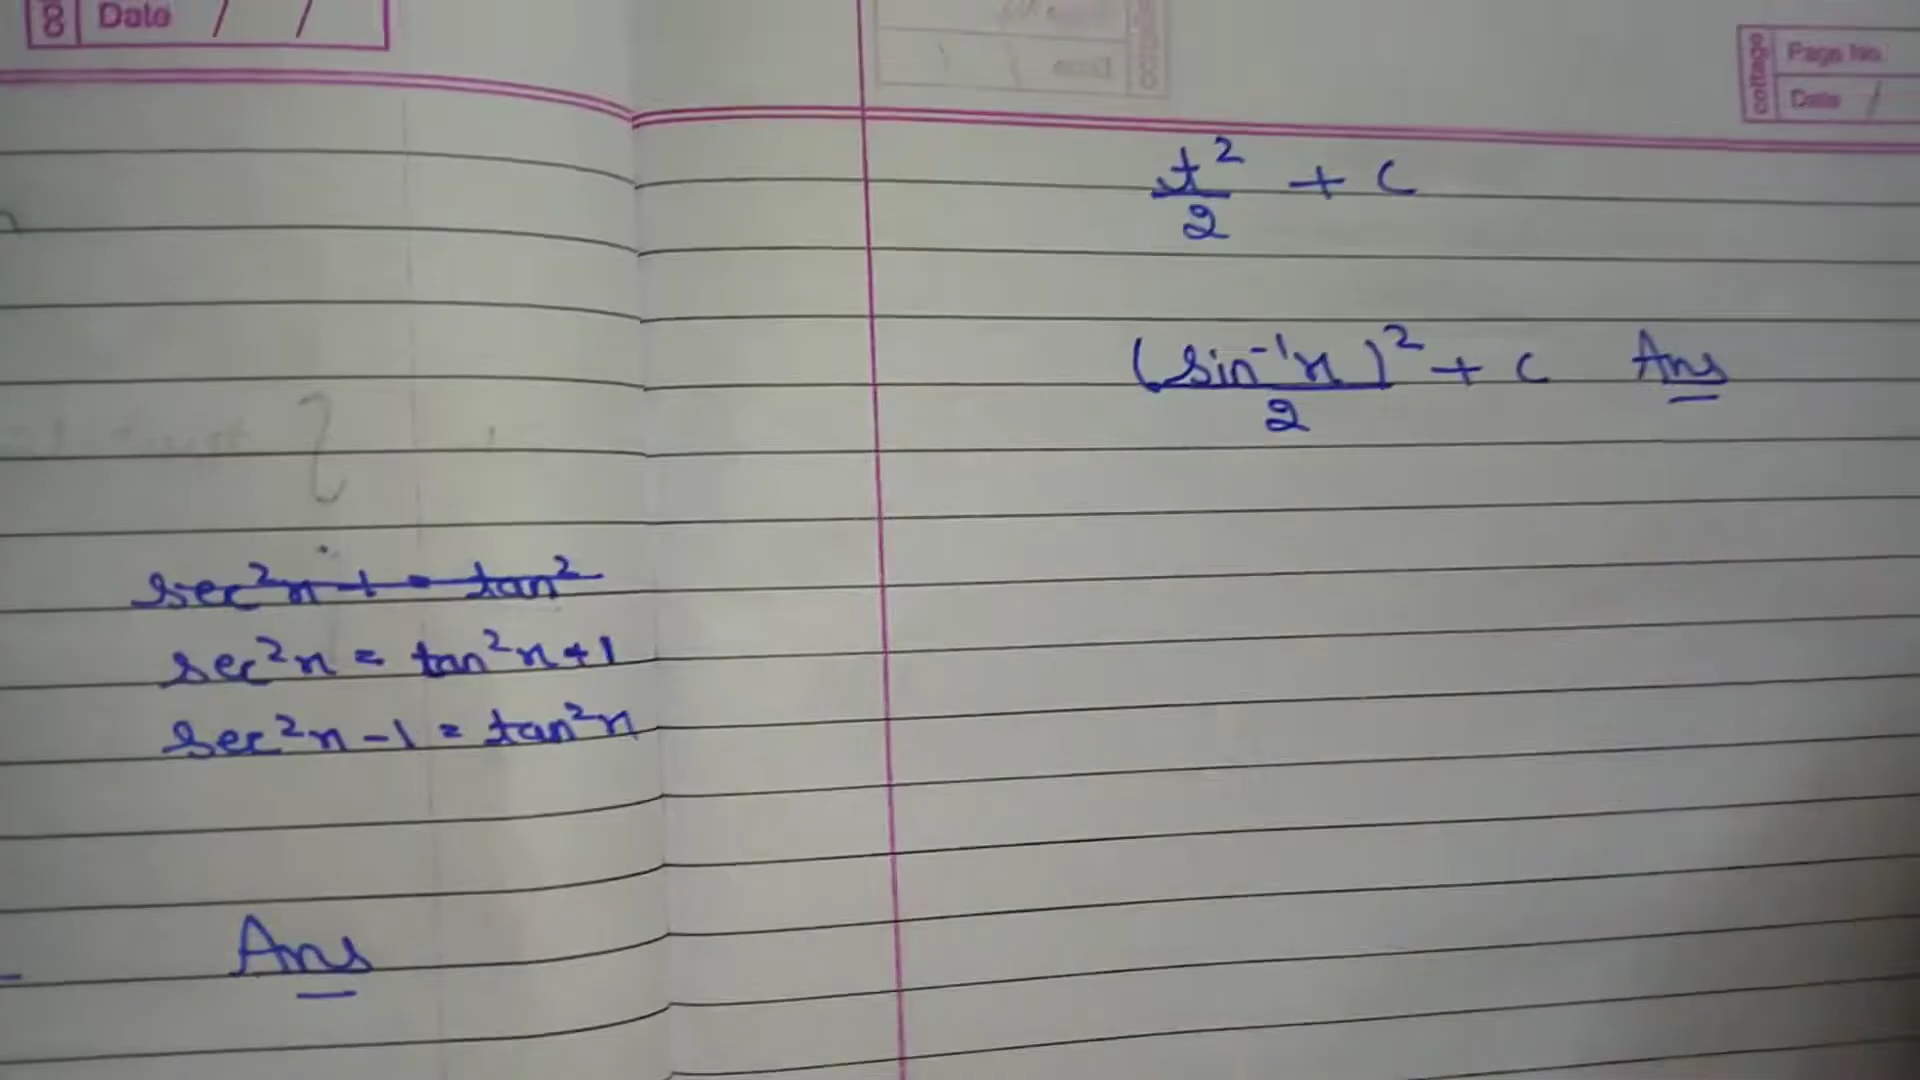 Date / /
cottage
Page No.
Date /
t²/2 + c
(sin⁻¹x)²/2 + c Ans
sec²x-1 = tan²
sec²x = tan²x+1
sec²x-1 = tan²x
Ans